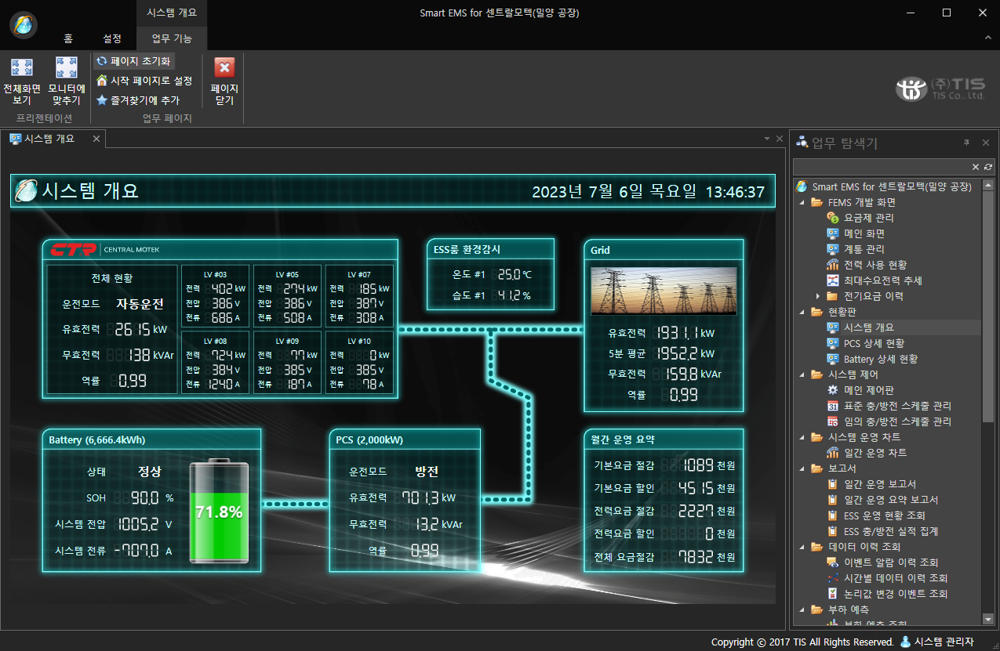 시스템 개요
Smart EMS for 센트랄모텍(밀양 공장)
홈
설정
업무 기능
전체화면 보기
모니터에 맞추기
페이지 초기화
시작 페이지로 설정
즐겨찾기에 추가
페이지 닫기
프리젠테이션
업무 페이지
(주)TIS
TIS Co., Ltd.
시스템 개요
시스템 개요
2023년 7월 6일 목요일 13:46:37
CTR CENTRAL MOTEK
전체 현황
운전모드 자동운전
유효전력 2615 kW
무효전력 138 kVAr
역률 0.99
LV #03
전력 402 kW
전압 386 V
전류 686 A
LV #05
전력 274 kW
전압 386 V
전류 508 A
LV #07
전력 185 kW
전압 387 V
전류 308 A
LV #08
전력 724 kW
전압 384 V
전류 1240 A
LV #09
전력 77 kW
전압 385 V
전류 187 A
LV #10
전력 0 kW
전압 385 V
전류 78 A
ESS룸 환경감시
온도 #1 25.0 ℃
습도 #1 41.2 %
Grid
유효전력 1931.1 kW
5분 평균 1952.2 kW
무효전력 159.8 kVAr
역률 0.99
Battery (6,666.4kWh)
상태 정상
SOH 90.0 %
시스템 전압 1005.2 V
시스템 전류 -707.0 A
71.8%
PCS (2,000kW)
운전모드 방전
유효전력 701.3 kW
무효전력 13.2 kVAr
역률 0.99
월간 운영 요약
기본요금 절감 1089 천원
기본요금 할인 4515 천원
전력요금 절감 2227 천원
전력요금 할인 0 천원
전체 요금절감 7832 천원
업무 탐색기
Smart EMS for 센트랄모텍(밀양 공장)
FEMS 개발 화면
요금제 관리
메인 화면
계통 관리
전력 사용 현황
최대수요전력 추세
전기요금 이력
현황판
시스템 개요
PCS 상세 현황
Battery 상세 현황
시스템 제어
메인 제어판
표준 충/방전 스케줄 관리
임의 충/방전 스케줄 관리
시스템 운영 차트
일간 운영 차트
보고서
일간 운영 보고서
일간 운영 요약 보고서
ESS 운영 현황 조회
ESS 충/방전 실적 집계
데이터 이력 조회
이벤트 알람 이력 조회
시간별 데이터 이력 조회
논리값 변경 이벤트 조회
부하 예측
부하 예측 조회
Copyright © 2017 TIS All Rights Reserved.
시스템 관리자